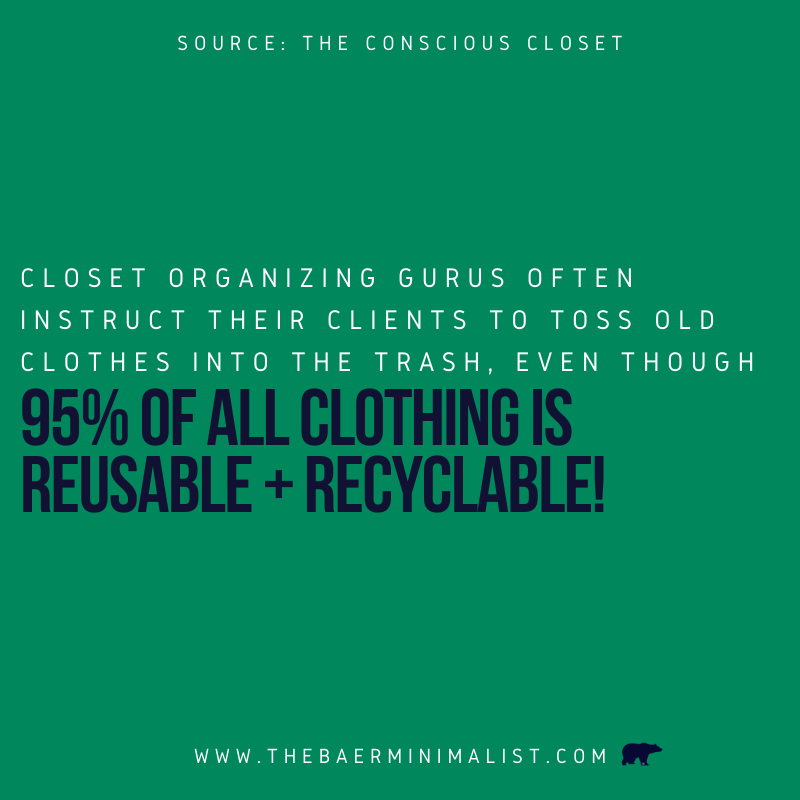 SOURCE: THE CONSCIOUS CLOSET
CLOSET ORGANIZING GURUS OFTEN
INSTRUCT THEIR CLIENTS TO TOSS OLD
CLOTHES INTO THE TRASH, EVEN THOUGH
95% OF ALL CLOTHING IS
REUSABLE + RECYCLABLE!
WWW.THEBAERMINIMALIST.COM